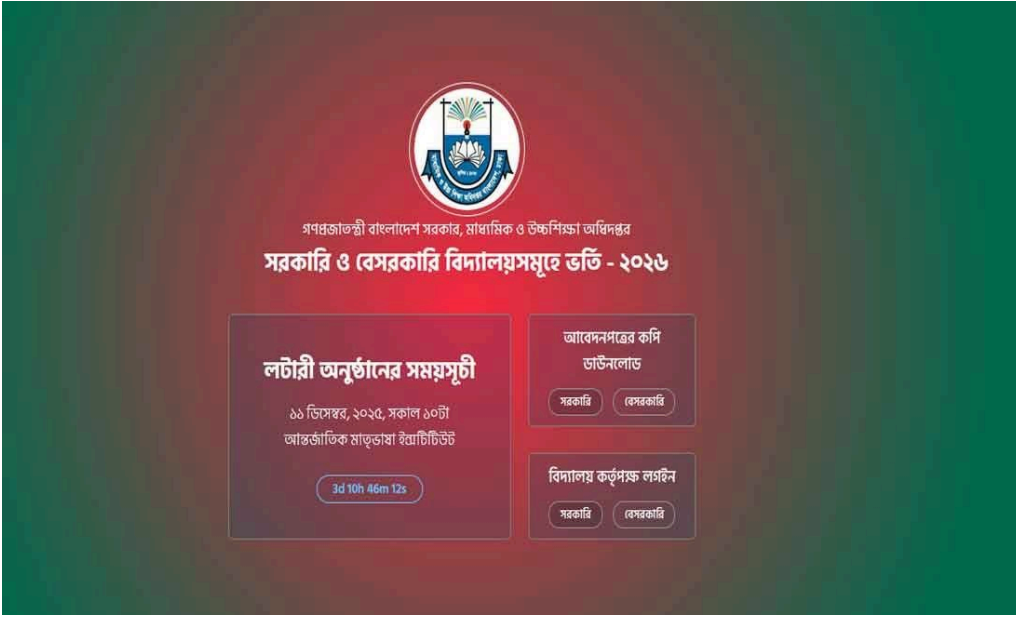 গণপ্রজাতন্ত্রী বাংলাদেশ সরকার, মাধ্যমিক ও উচ্চশিক্ষা অধিদপ্তর
সরকারি ও বেসরকারি বিদ্যালয়সমূহে ভর্তি - ২০২৬
লটারী অনুষ্ঠানের সময়সূচী
১১ ডিসেম্বর, ২০২৫, সকাল ১০টা
আন্তর্জাতিক মাতৃভাষা ইন্সটিটিউট
3d 10h 46m 12s
আবেদনপত্রের কপি
ডাউনলোড
সরকারি বেসরকারি
বিদ্যালয় কর্তৃপক্ষ লগইন
সরকারি বেসরকারি